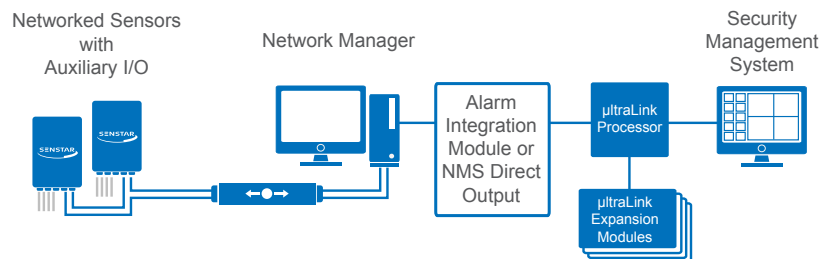 Networked Sensors
with
Auxiliary I/O
Network Manager
Security
Management
System
SENSTAR
SENSTAR
Alarm
Integration
Module or
NMS Direct
Output
µltraLink
Processor
µltraLink
Expansion
Modules